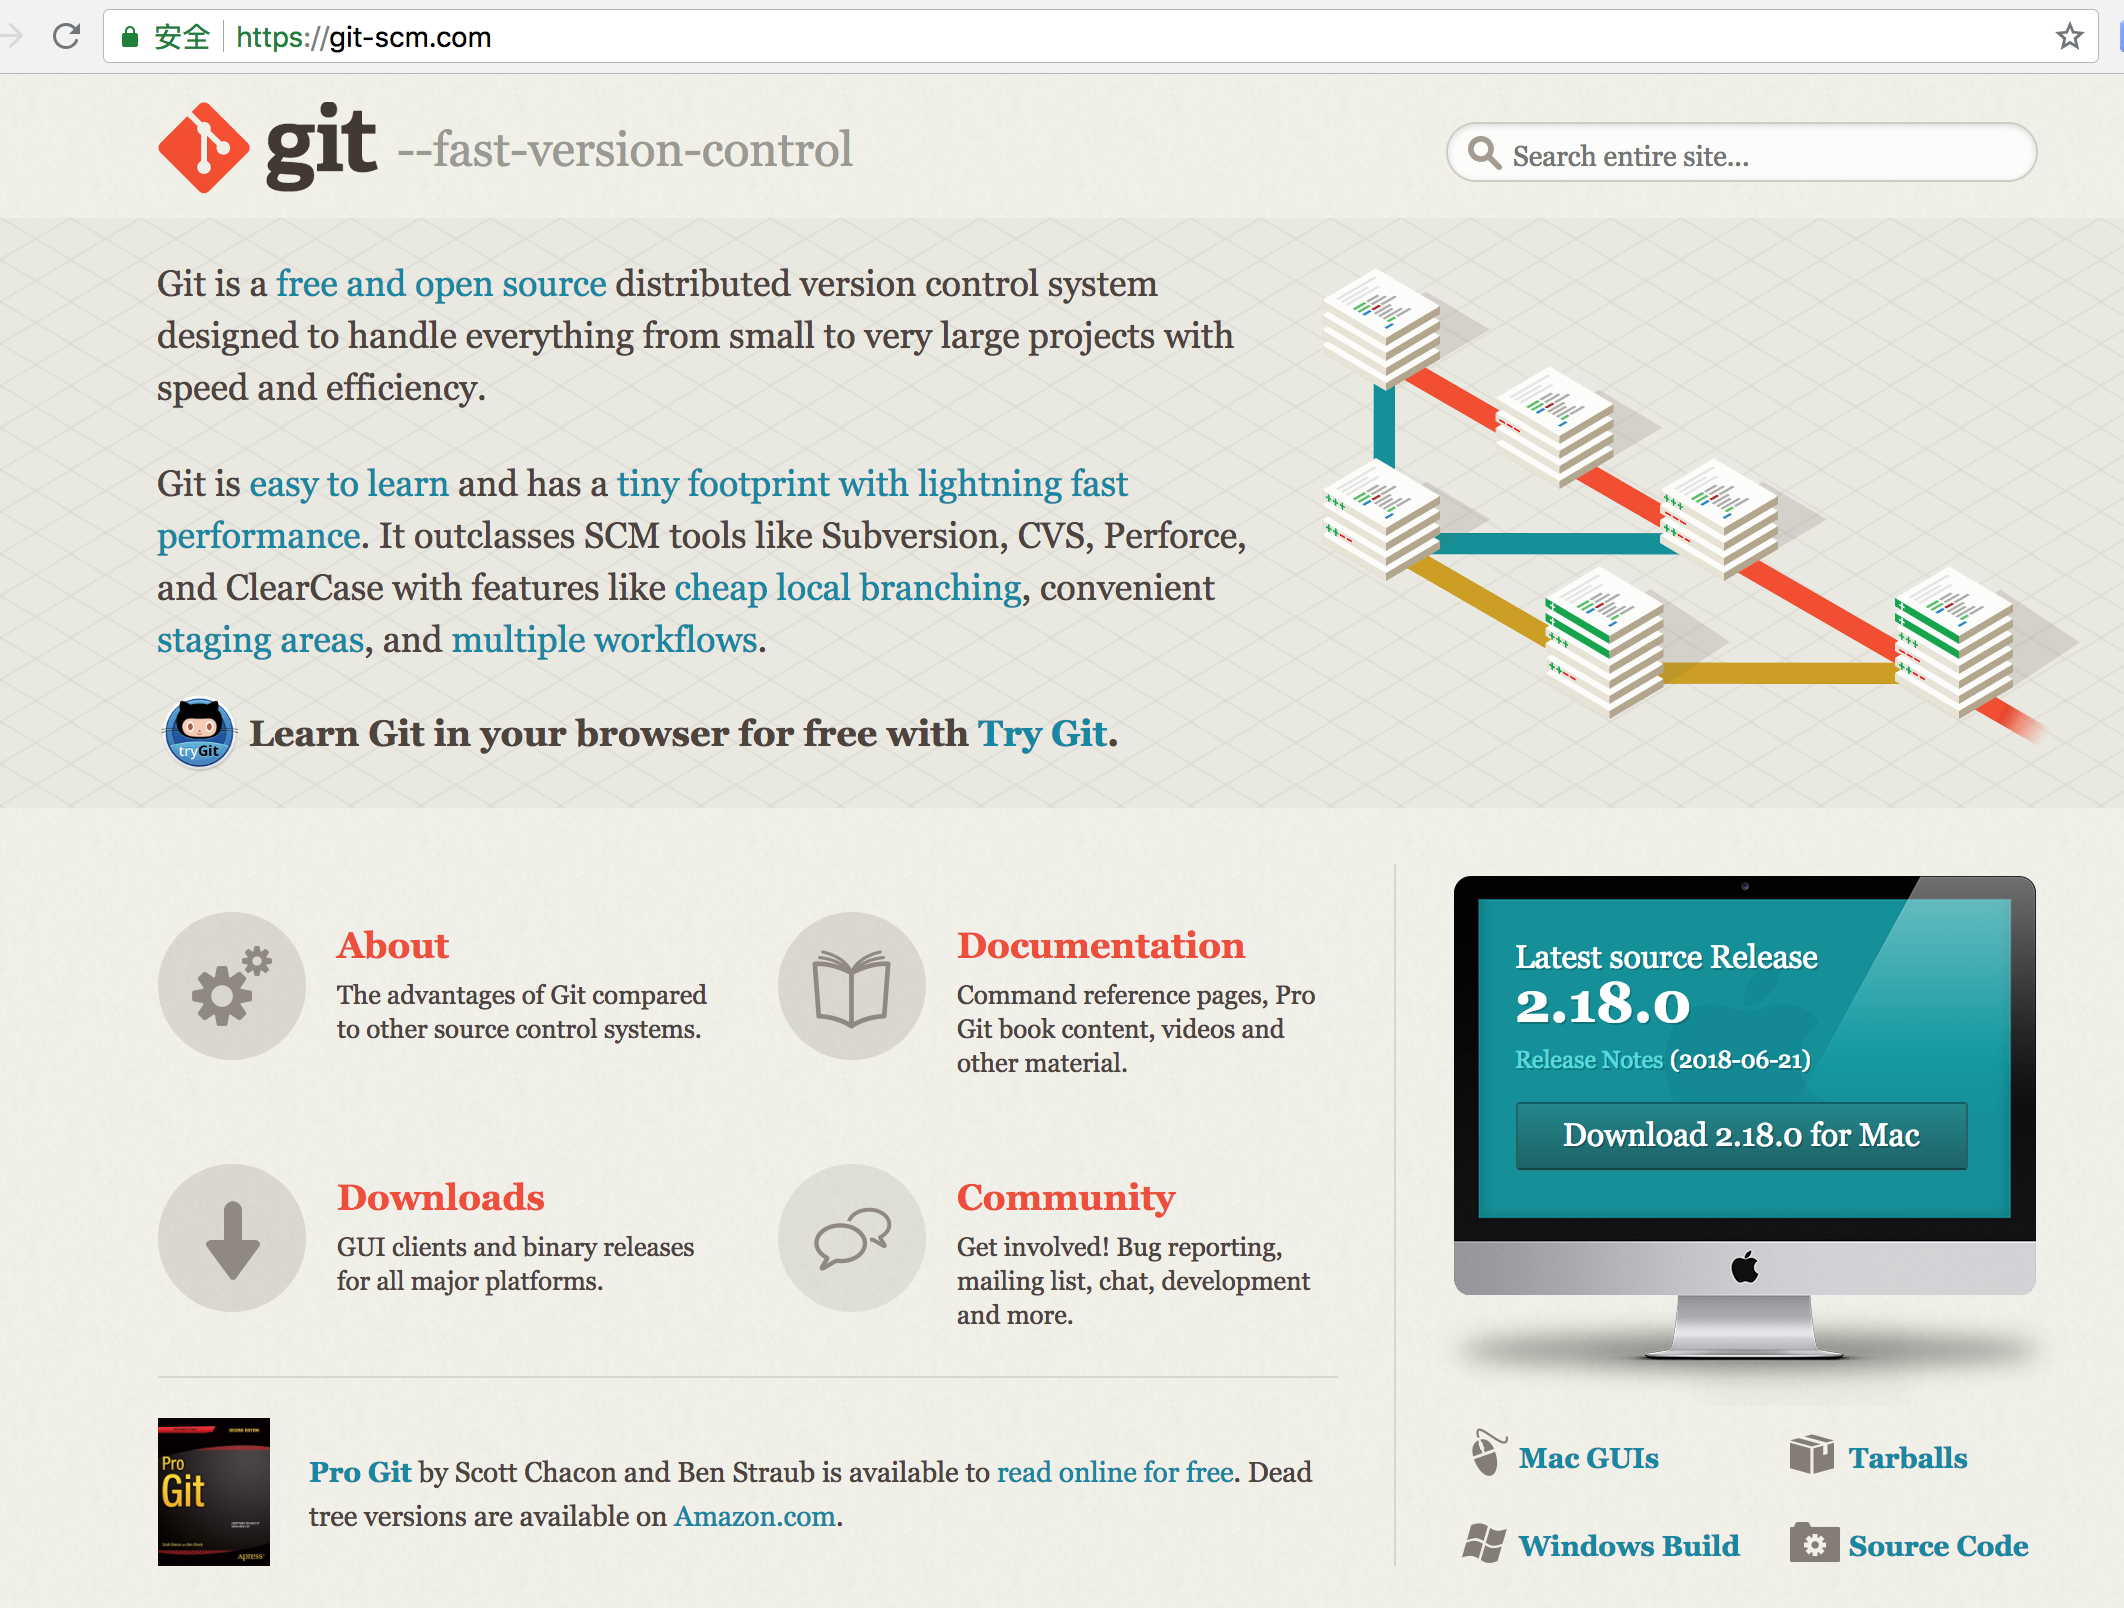 安全 https://git-scm.com
git --fast-version-control
Search entire site...
Git is a free and open source distributed version control system
designed to handle everything from small to very large projects with
speed and efficiency.
Git is easy to learn and has a tiny footprint with lightning fast
performance. It outclasses SCM tools like Subversion, CVS, Perforce,
and ClearCase with features like cheap local branching, convenient
staging areas, and multiple workflows.
tryGit
Learn Git in your browser for free with Try Git.
About
The advantages of Git compared
to other source control systems.
Documentation
Command reference pages, Pro
Git book content, videos and
other material.
Downloads
GUI clients and binary releases
for all major platforms.
Community
Get involved! Bug reporting,
mailing list, chat, development
and more.
Latest source Release
2.18.0
Release Notes (2018-06-21)
Download 2.18.0 for Mac
Pro
Git
Apress
Pro Git by Scott Chacon and Ben Straub is available to read online for free. Dead
tree versions are available on Amazon.com.
Mac GUIs
Tarballs
Windows Build
Source Code